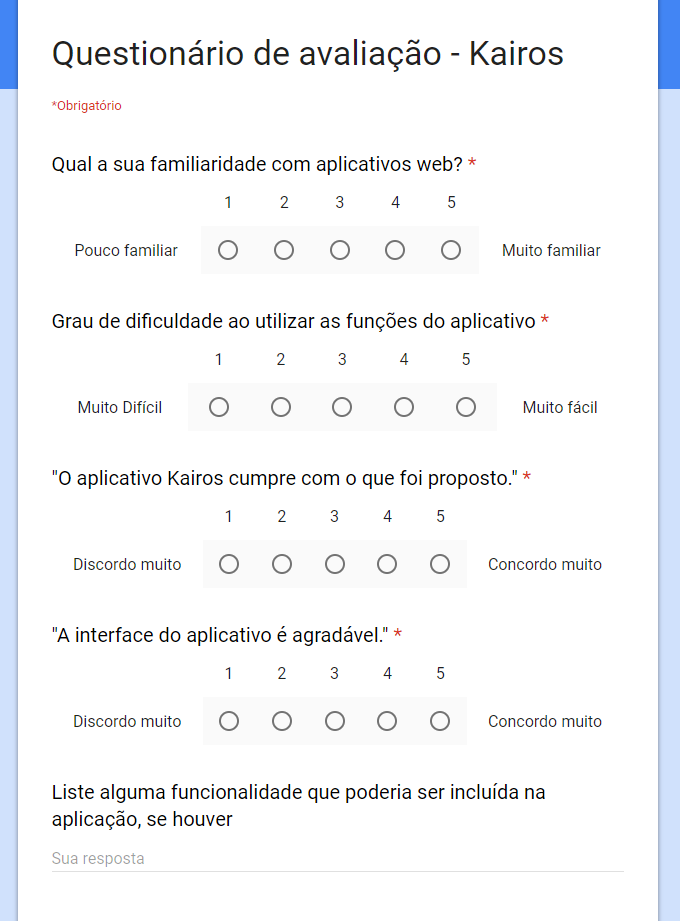 Questionário de avaliação - Kairos
*Obrigatório
Qual a sua familiaridade com aplicativos web? *
1 2 3 4 5
Pouco familiar Muito familiar
Grau de dificuldade ao utilizar as funções do aplicativo *
1 2 3 4 5
Muito Difícil Muito fácil
"O aplicativo Kairos cumpre com o que foi proposto." *
1 2 3 4 5
Discordo muito Concordo muito
"A interface do aplicativo é agradável." *
1 2 3 4 5
Discordo muito Concordo muito
Liste alguma funcionalidade que poderia ser incluída na
aplicação, se houver
Sua resposta